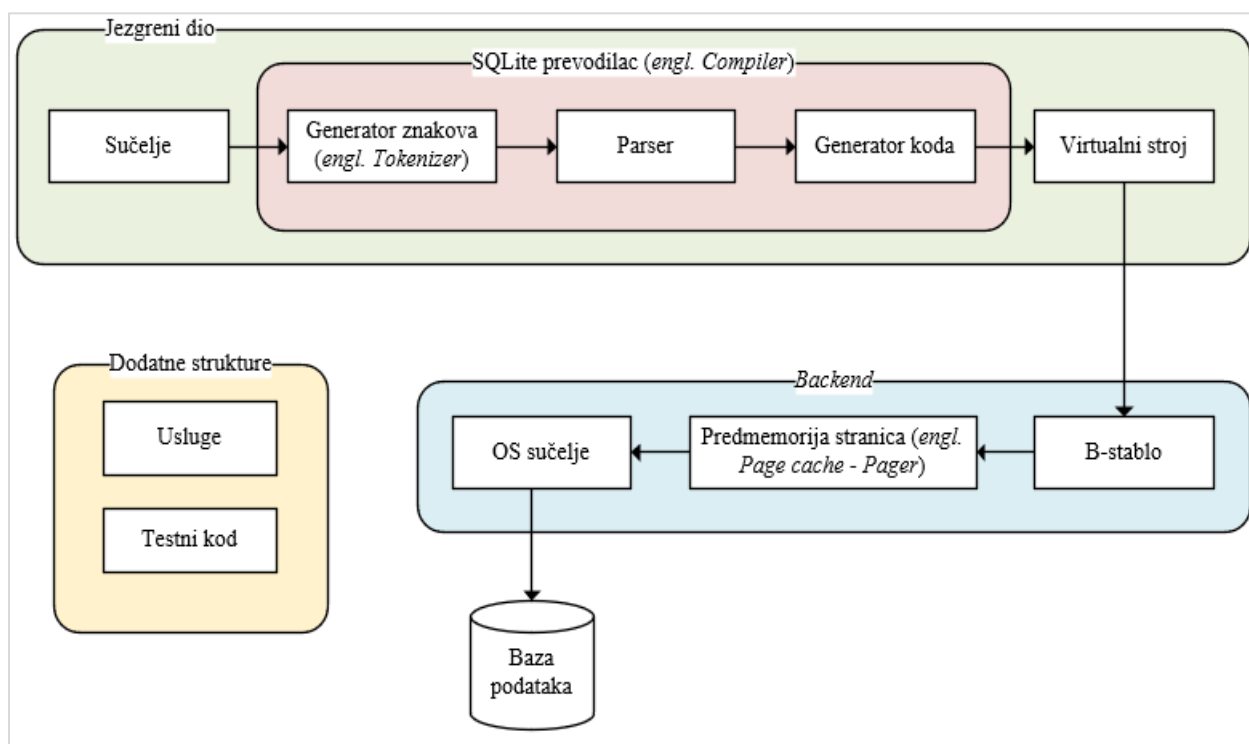 Jezgreni dio
SQLite prevodilac (engl. Compiler)
Sučelje
Generator znakova
(engl. Tokenizer)
Parser
Generator koda
Virtualni stroj
Dodatne strukture
Usluge
Testni kod
Backend
OS sučelje
Predmemorija stranica (engl.
Page cache - Pager)
B-stablo
Baza
podataka